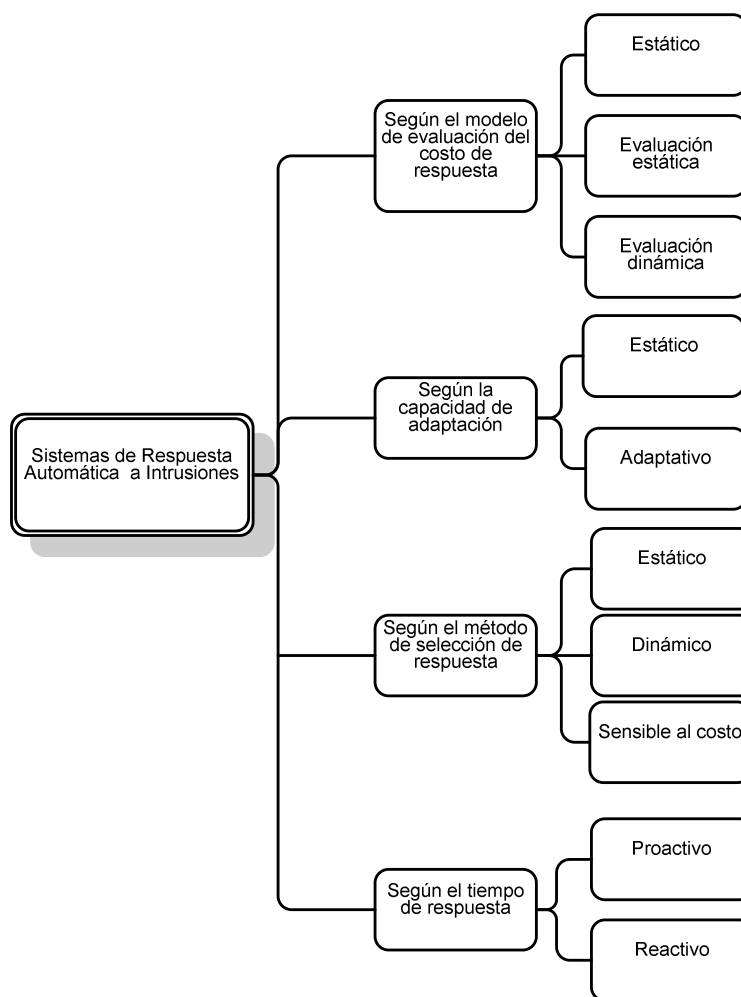 Sistemas de Respuesta
Automática a Intrusiones
Según el modelo
de evaluación del
costo de
respuesta
Estático
Evaluación
estática
Evaluación
dinámica
Según la
capacidad de
adaptación
Estático
Adaptativo
Según el método
de selección de
respuesta
Estático
Dinámico
Sensible al costo
Según el tiempo
de respuesta
Proactivo
Reactivo